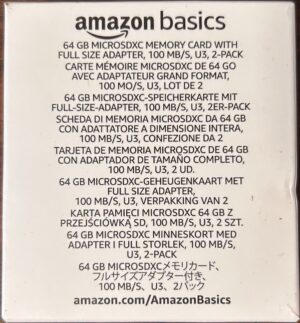 amazon basics
64 GB MICROSDXC MEMORY CARD WITH
FULL SIZE ADAPTER, 100 MB/S, U3, 2-PACK
CARTE MÉMOIRE MICROSDXC DE 64 GO
AVEC ADAPTATEUR GRAND FORMAT,
100 MO/S, U3, LOT DE 2
64 GB MICROSDXC-SPEICHERKARTE MIT
FULL-SIZE-ADAPTER, 100 MB/S, U3, 2ER-PACK
SCHEDA DI MEMORIA MICROSDXC DA 64 GB
CON ADATTATORE A DIMENSIONE INTERA,
100 MB/S, U3, CONFEZIONE DA 2
TARJETA DE MEMORIA MICROSDXC DE 64 GB
CON ADAPTADOR DE TAMAÑO COMPLETO,
100 MB/S, U3, 2 UD.
64 GB MICROSDXC-GEHEUGENKAART MET
FULL SIZE ADAPTER,
100 MB/S, U3, VERPAKKING VAN 2
KARTA PAMIĘCI MICROSDXC 64 GB Z
PRZEJŚCIÓWKĄ SD, 100 MB/S, U3, 2 SZT.
64 GB MICROSDXC MINNESKORT MED
ADAPTER I FULL STORLEK, 100 MB/S,
U3, 2-PACK
64 GB MICROSDXCメモリカード、
フルサイズアダプター付き、
100 MB/S、U3、2パック
amazon.com/AmazonBasics